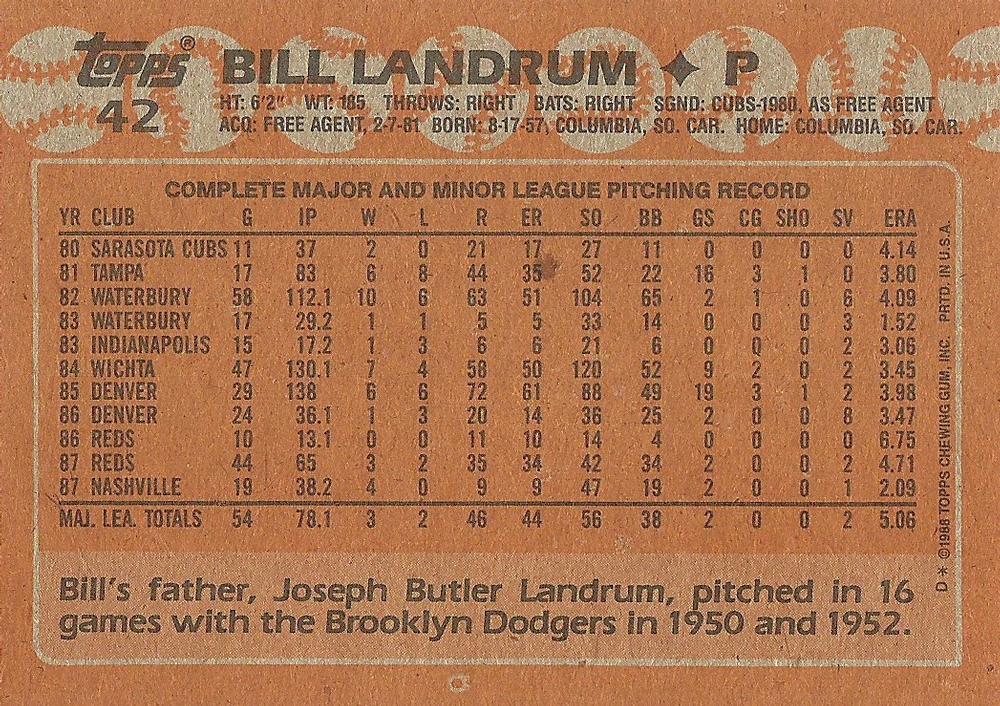 topps® BILL LANDRUM ✦ P
42 HT: 6'2" WT: 185 THROWS: RIGHT BATS: RIGHT SGND: CUBS-1980, AS FREE AGENT
ACQ: FREE AGENT, 2-7-81 BORN: 8-17-57, COLUMBIA, SO. CAR. HOME: COLUMBIA, SO. CAR.
COMPLETE MAJOR AND MINOR LEAGUE PITCHING RECORD
YR CLUB G IP W L R ER SO BB GS CG SHO SV ERA
80 SARASOTA CUBS 11 37 2 0 21 17 27 11 0 0 0 0 4.14
81 TAMPA 17 83 6 8 44 35 52 22 16 3 1 0 3.80
82 WATERBURY 58 112.1 10 6 63 51 104 65 2 1 0 6 4.09
83 WATERBURY 17 29.2 1 1 5 5 33 14 0 0 0 3 1.52
83 INDIANAPOLIS 15 17.2 1 3 6 6 21 6 0 0 0 2 3.06
84 WICHTA 47 130.1 7 4 58 50 120 52 9 2 0 2 3.45
85 DENVER 29 138 6 6 72 61 88 49 19 3 1 2 3.98
86 DENVER 24 36.1 1 3 20 14 36 25 2 0 0 8 3.47
86 REDS 10 13.1 0 0 11 10 14 4 0 0 0 0 6.75
87 REDS 44 65 3 2 35 34 42 34 2 0 0 2 4.71
87 NASHVILLE 19 38.2 4 0 9 9 47 19 2 0 0 1 2.09
MAJ. LEA. TOTALS 54 78.1 3 2 46 44 56 38 2 0 0 2 5.06
Bill's father, Joseph Butler Landrum, pitched in 16
games with the Brooklyn Dodgers in 1950 and 1952.
D * ©1988 TOPPS CHEWING GUM, INC. PRTD. IN U.S.A.